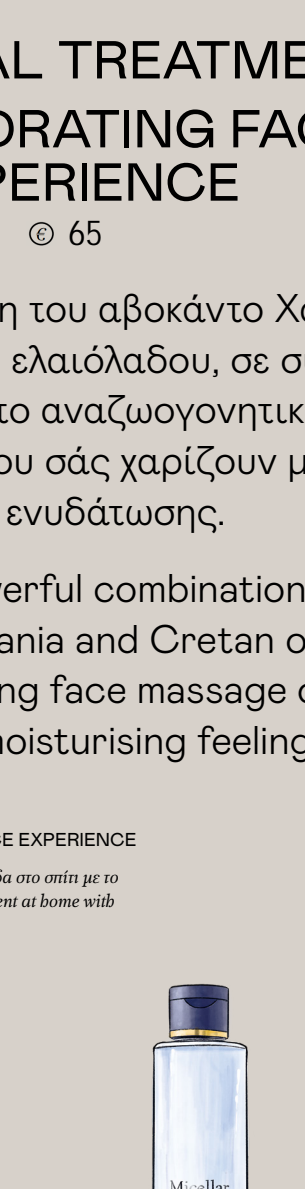 AL TREATME
ORATING FAC
PERIENCE
€ 65
η του αβοκάντο Χα
ελαιόλαδου, σε σ
το αναζωογονητικ
ου σάς χαρίζουν μ
ενυδάτωσης.
verful combination
ania and Cretan o
ng face massage
moisturising feeling
CE EXPERIENCE
δα στο σπίτι με το
ent at home with
Micellar